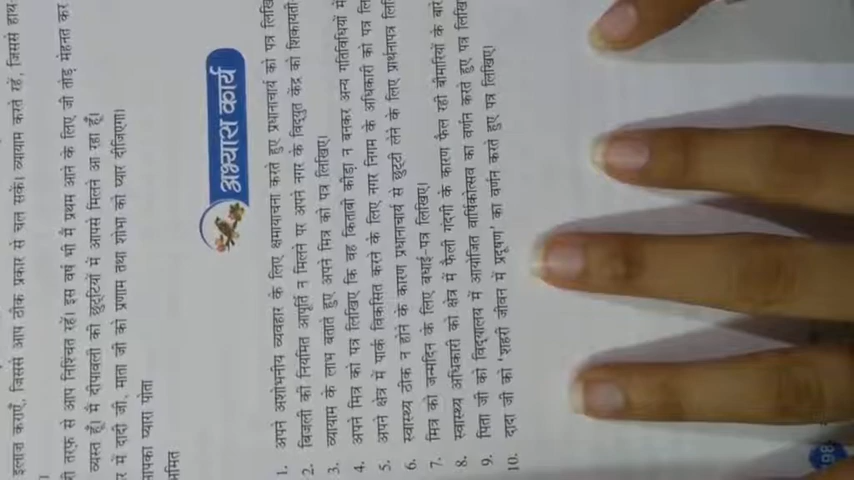 इलाज कराएँ, जिससे आप ठीक प्रकार से चल सकें। व्यायाम करते रहें, जिससे हाथ
।
ी तरफ़ से आप निश्चिंत रहें। इस वर्ष भी मैं प्रथम आने के लिए जी तोड़ मेहनत कर
व्यस्त हूँ। मैं दीपावली की छुट्टियों में आपसे मिलने आ रहा हूँ।
र में दादी जी, माता जी को प्रणाम तथा शोभा को प्यार दीजिएगा।
आपका प्यारा पोता
मित
अभ्यास कार्य
1. अपने अशोभनीय व्यवहार के लिए क्षमायाचना करते हुए प्रधानाचार्य को पत्र लिखि
2. बिजली की नियमित आपूर्ति न मिलने पर अपने नगर के विद्युत केंद्र को शिकायती
3. व्यायाम के लाभ बताते हुए अपने मित्र को पत्र लिखिए।
4. अपने मित्र को पत्र लिखिए कि वह किताबी कीड़ा न बनकर अन्य गतिविधियों में
5. अपने क्षेत्र में पार्क विकसित करने के लिए नगर निगम के अधिकारी को पत्र लि
6. स्वास्थ्य ठीक न होने के कारण प्रधानाचार्य से छुट्टी लेने के लिए प्रार्थनापत्र लि
7. मित्र को जन्मदिन के लिए बधाई-पत्र लिखिए।
8. स्वास्थ्य अधिकारी को क्षेत्र में फैली गंदगी के कारण फैल रही बीमारियों के बारे
9. पिता जी को विद्यालय में आयोजित वार्षिकोत्सव का वर्णन करते हुए पत्र लिखि
10. दादा जी को 'शहरी जीवन में प्रदूषण' का वर्णन करते हुए पत्र लिखिए।
98